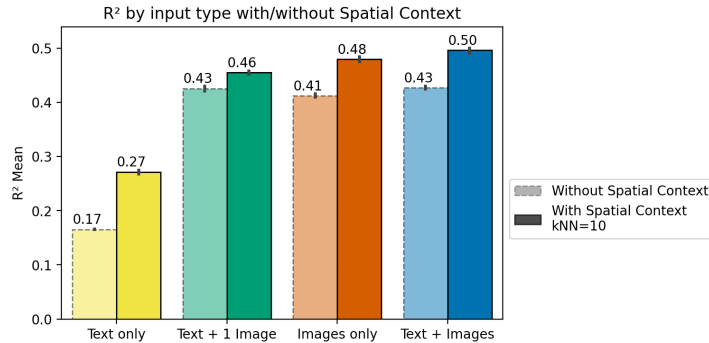 R² by input type with/without Spatial Context
R² Mean
0.5
0.4
0.3
0.2
0.1
0.0
0.17
0.27
0.43
0.46
0.41
0.48
0.43
0.50
Text only
Text + 1 Image
Images only
Text + Images
Without Spatial Context
With Spatial Context
kNN=10